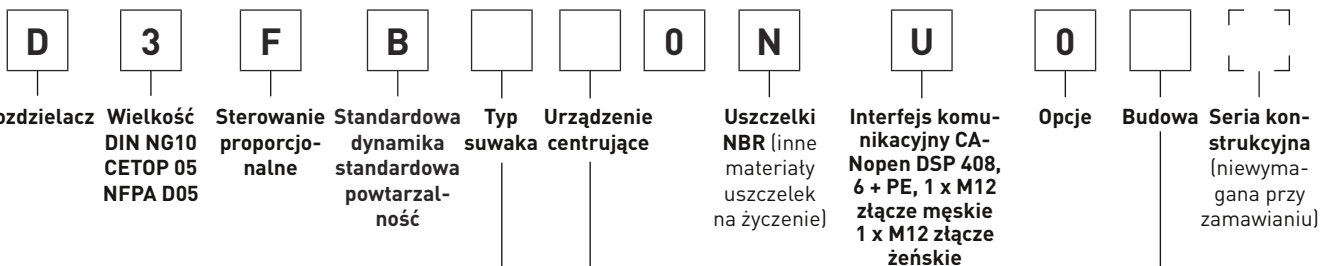 D 3 F B 0 N U 0
Wielkość
DIN NG10
CETOP 05
NFPA D05
Sterowanie
proporcjo-
nalne
Standardowa
dynamika
standardowa
powtarzal-
ność
Typ
suwaka
Urządzenie
centrujące
Uszczelki
NBR (inne
materiały
uszczelek
na życzenie)
Interfejs komu-
nikacyjny CA-
Nopen DSP 408,
6 + PE, 1 x M12
złącze męskie
1 x M12 złącze
żeńskie
Opcje
Budowa
Seria kon-
strukcyjna
(niewyma-
gana przy
zamawianiu)